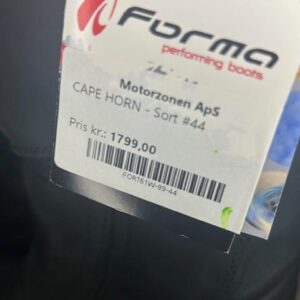 Forma
performing boots
Motorzonen ApS
CAPE HORN - Sort #44
Pris kr.: 1799,00
FORT61W-99-44